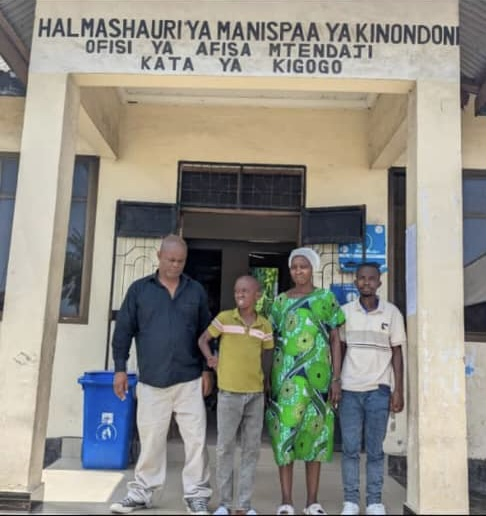 HALMASHAURI YA MANISPAA YA KINONDONI
OFISI YA AFISA MTENDAJI
KATA YA KIGOGO